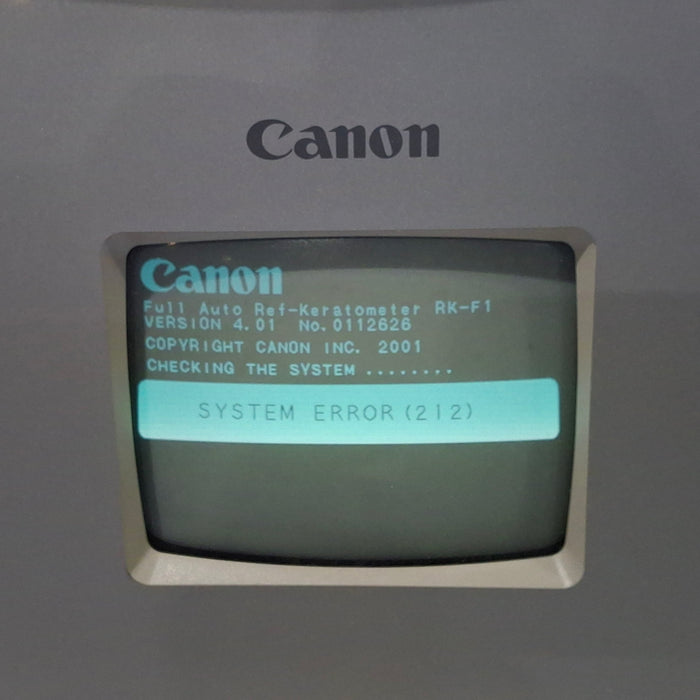 Canon
Canon
Full Auto Ref-Keratometer RK-F1
VERSION 4.01 No.0112626
COPYRIGHT CANON INC. 2001
CHECKING THE SYSTEM ........
SYSTEM ERROR(212)